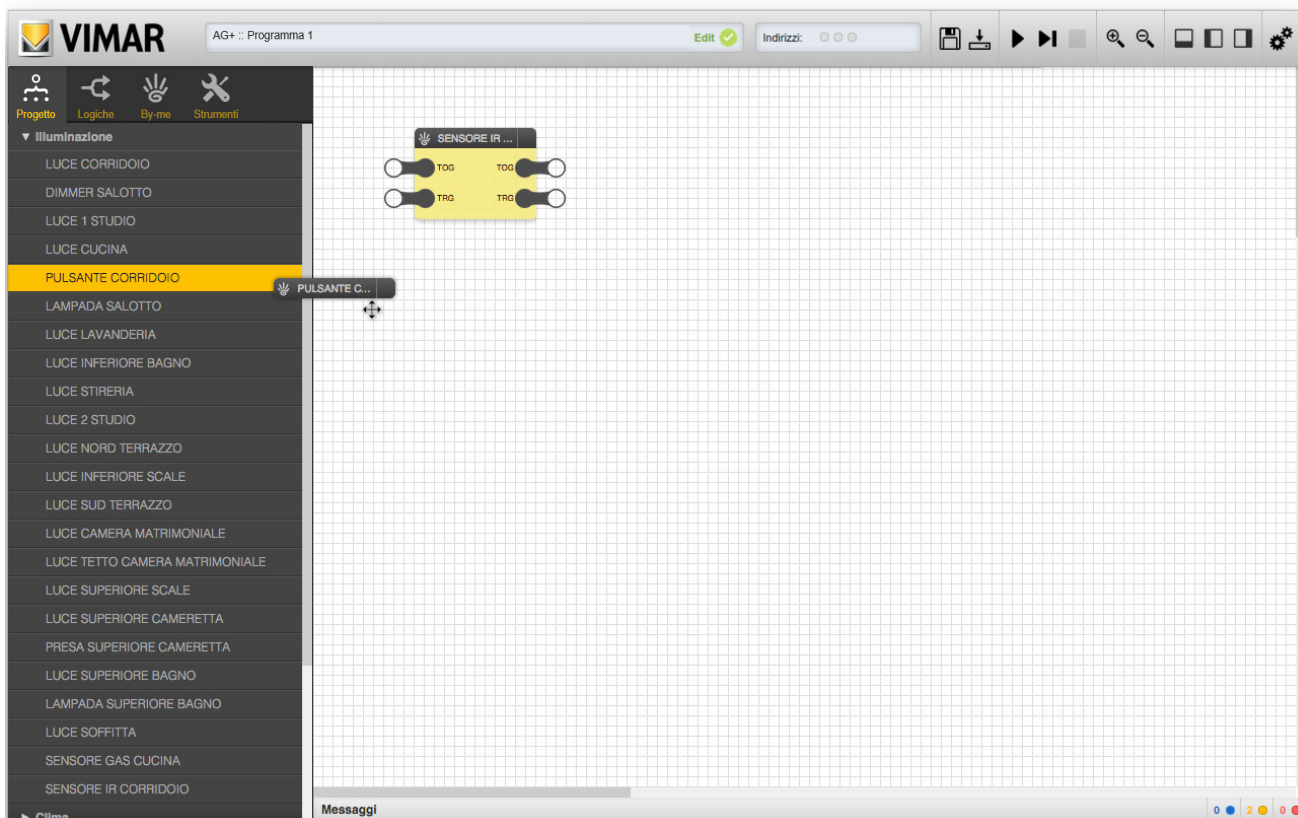 VIMAR
AG+ :: Programma 1
Edit
Indirizzi:
Progetto
Logiche
By-me
Strumenti
▼ Illuminazione
LUCE CORRIDOIO
DIMMER SALOTTO
LUCE 1 STUDIO
LUCE CUCINA
PULSANTE CORRIDOIO
LAMPADA SALOTTO
LUCE LAVANDERIA
LUCE INFERIORE BAGNO
LUCE STIRERIA
LUCE 2 STUDIO
LUCE NORD TERRAZZO
LUCE INFERIORE SCALE
LUCE SUD TERRAZZO
LUCE CAMERA MATRIMONIALE
LUCE TETTO CAMERA MATRIMONIALE
LUCE SUPERIORE SCALE
LUCE SUPERIORE CAMERETTA
PRESA SUPERIORE CAMERETTA
LUCE SUPERIORE BAGNO
LAMPADA SUPERIORE BAGNO
LUCE SOFFITTA
SENSORE GAS CUCINA
SENSORE IR CORRIDOIO
► Clima
SENSORE IR ...
TOG TOG
TRG TRG
PULSANTE C...
Messaggi
0 2 0